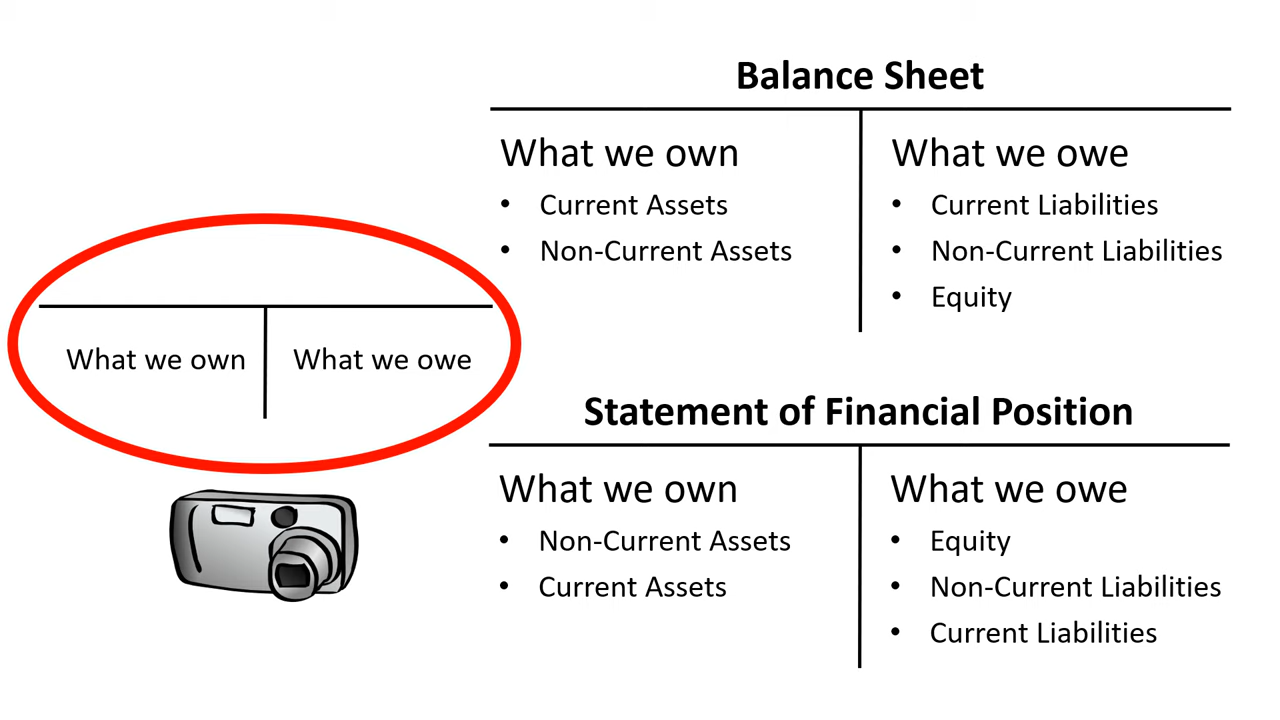 Balance Sheet
What we own
• Current Assets
• Non-Current Assets
What we owe
• Current Liabilities
• Non-Current Liabilities
• Equity
What we own
What we owe
Statement of Financial Position
What we own
• Non-Current Assets
• Current Assets
What we owe
• Equity
• Non-Current Liabilities
• Current Liabilities